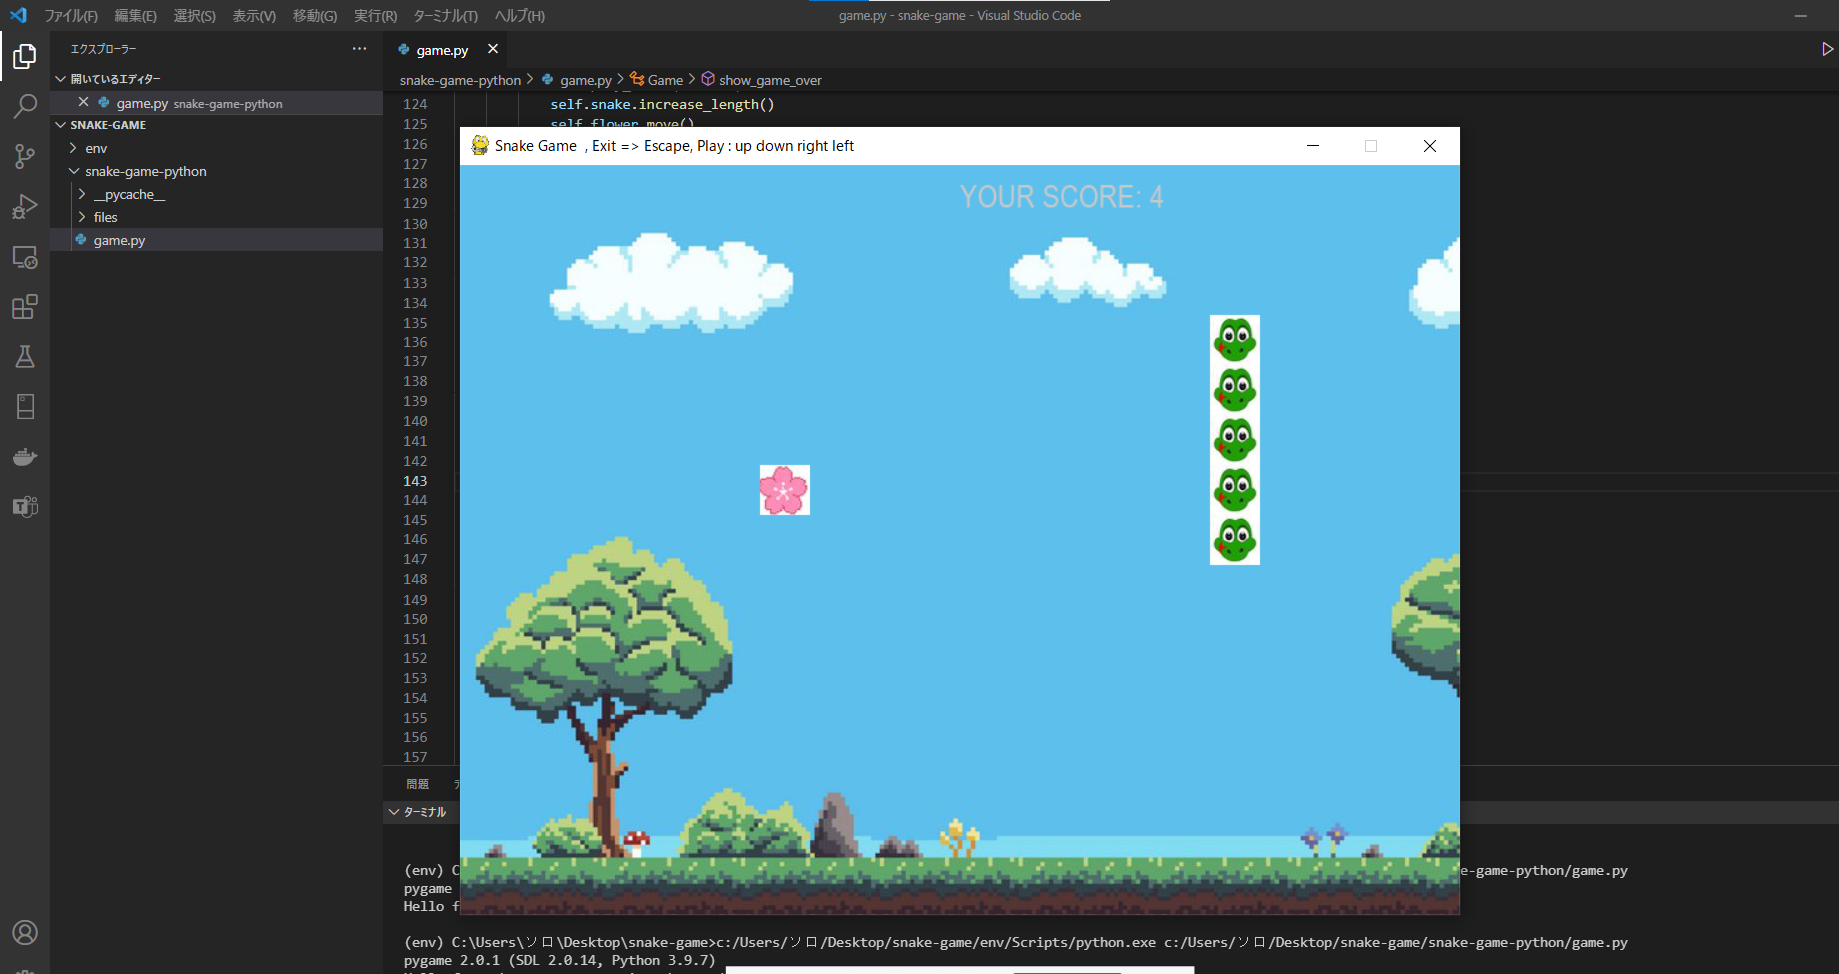 ファイル(F) 編集(E) 選択(S) 表示(V) 移動(G) 実行(R) ターミナル(T) ヘルプ(H)
game.py - snake-game - Visual Studio Code
エクスプローラー
開いているエディター
game.py snake-game-python
SNAKE-GAME
env
snake-game-python
__pycache__
files
game.py
game.py
snake-game-python > game.py > Game > show_game_over
124 self.snake.increase_length()
125 self.flower.move()
126
127
128
129
130
131
132
133
134
135
136
137
138
139
140
141
142
143
144
145
146
147
148
149
150
151
152
153
154
155
156
157
Snake Game , Exit => Escape, Play : up down right left
YOUR SCORE: 4
問題
ターミナル
(env) C
e-game-python/game.py
pygame
Hello f
(env) C:\Users\ソロ\Desktop\snake-game>c:/Users/ソロ/Desktop/snake-game/env/Scripts/python.exe c:/Users/ソロ/Desktop/snake-game/snake-game-python/game.py
pygame 2.0.1 (SDL 2.0.14, Python 3.9.7)